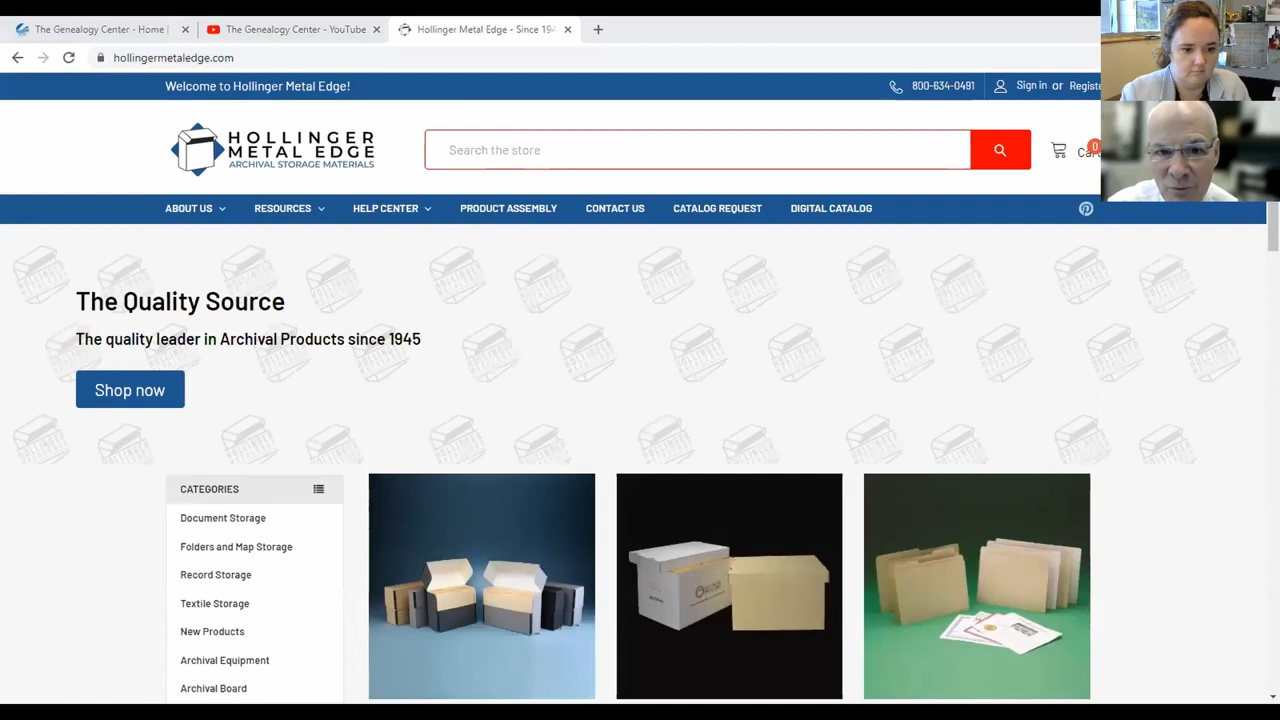 The Genealogy Center - Home |
The Genealogy Center - YouTube
Hollinger Metal Edge - Since 194
hollingermetaledge.com
Welcome to Hollinger Metal Edge!
800-634-0491
Sign in or Registe
HOLLINGER
METAL EDGE
ARCHIVAL STORAGE MATERIALS
Search the store
Car
0
ABOUT US
RESOURCES
HELP CENTER
PRODUCT ASSEMBLY
CONTACT US
CATALOG REQUEST
DIGITAL CATALOG
The Quality Source
The quality leader in Archival Products since 1945
Shop now
CATEGORIES
Document Storage
Folders and Map Storage
Record Storage
Textile Storage
New Products
Archival Equipment
Archival Board